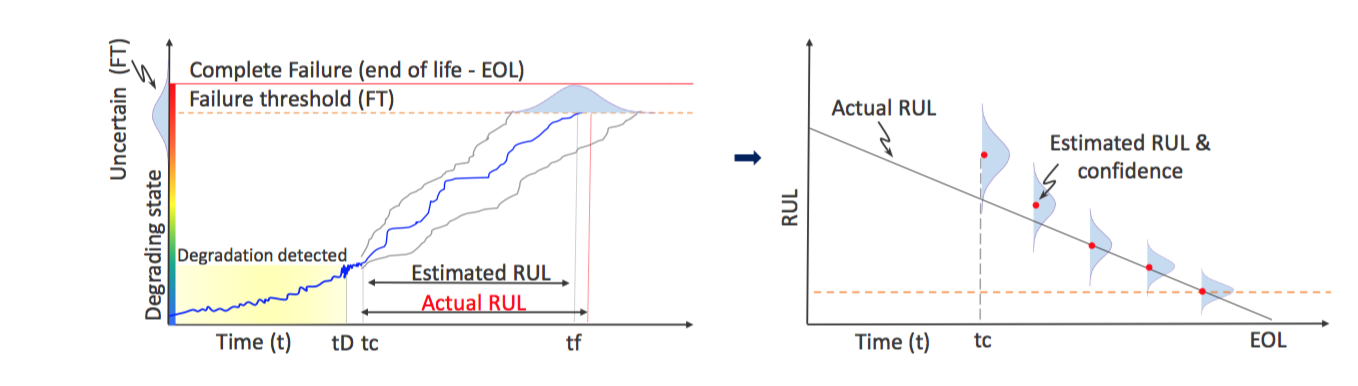 Uncertain (FT)
Degrading state
Complete Failure (end of life - EOL)
Failure threshold (FT)
Degradation detected
Estimated RUL
Actual RUL
Time (t)
tD
tc
tf
RUL
Actual RUL
Estimated RUL &
confidence
Time (t)
tc
EOL